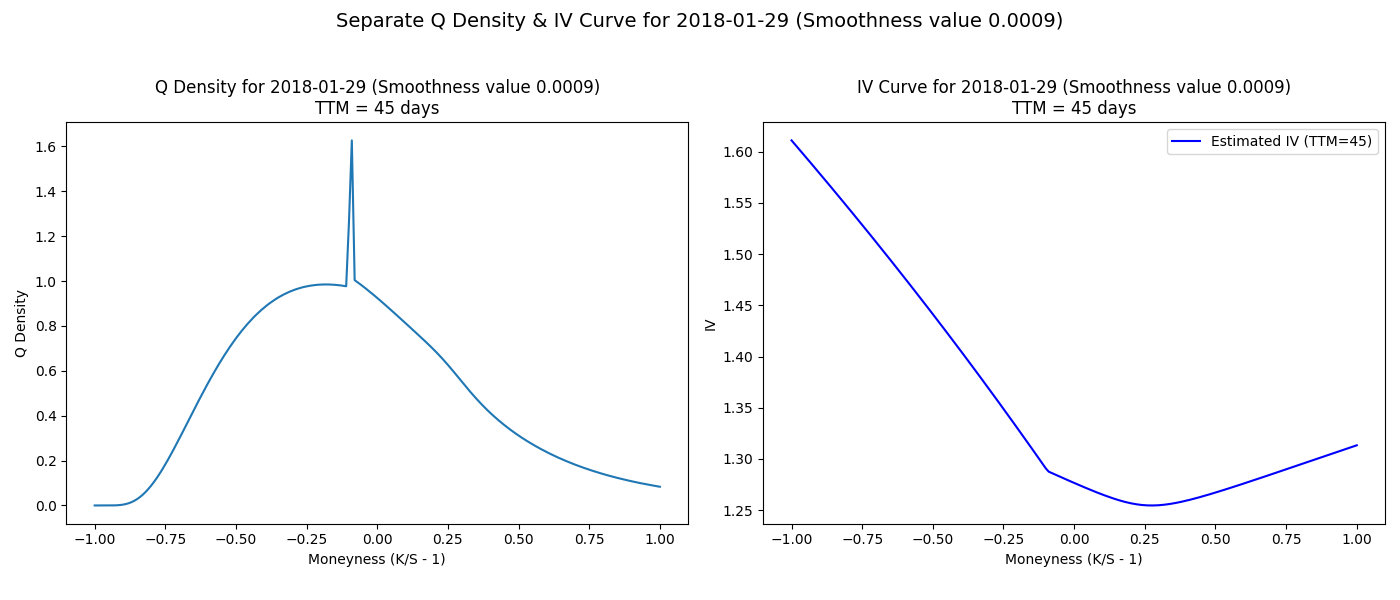 Separate Q Density & IV Curve for 2018-01-29 (Smoothness value 0.0009)
Q Density for 2018-01-29 (Smoothness value 0.0009)
TTM = 45 days
1.6
1.4
1.2
1.0
0.8
0.6
0.4
0.2
0.0
Q Density
−1.00 −0.75 −0.50 −0.25 0.00 0.25 0.50 0.75 1.00
Moneyness (K/S - 1)
IV Curve for 2018-01-29 (Smoothness value 0.0009)
TTM = 45 days
Estimated IV (TTM=45)
1.60
1.55
1.50
1.45
1.40
1.35
1.30
1.25
IV
−1.00 −0.75 −0.50 −0.25 0.00 0.25 0.50 0.75 1.00
Moneyness (K/S - 1)